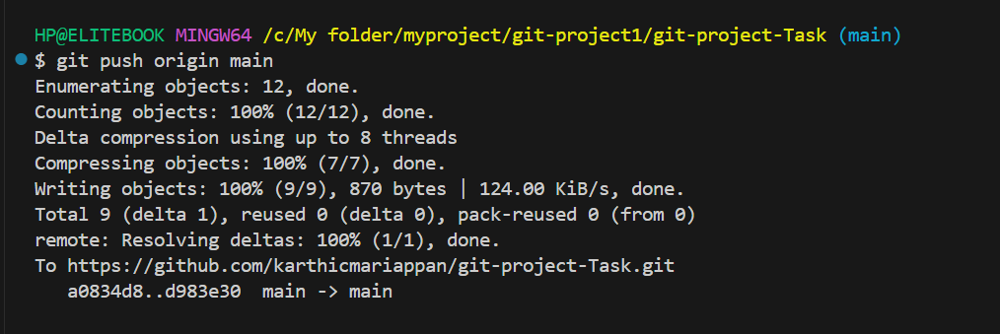 HP@ELITEBOOK MINGW64 /c/My folder/myproject/git-project1/git-project-Task (main)
$ git push origin main
Enumerating objects: 12, done.
Counting objects: 100% (12/12), done.
Delta compression using up to 8 threads
Compressing objects: 100% (7/7), done.
Writing objects: 100% (9/9), 870 bytes | 124.00 KiB/s, done.
Total 9 (delta 1), reused 0 (delta 0), pack-reused 0 (from 0)
remote: Resolving deltas: 100% (1/1), done.
To https://github.com/karthicmariappan/git-project-Task.git
   a0834d8..d983e30  main -> main